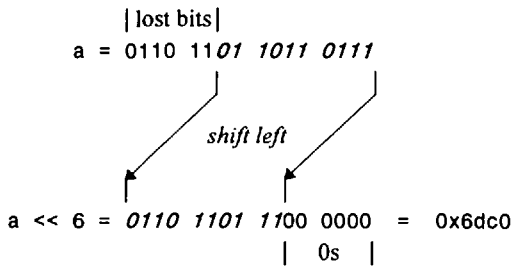 |lost bits|
a = 0110 1101 1011 0111
shift left
a << 6 = 0110 1101 1100 0000 = 0x6dc0
| 0s |